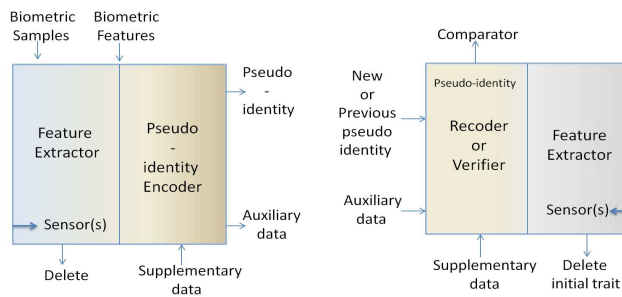 Biometric
Samples
Biometric
Features
Feature
Extractor
Sensor(s)
Pseudo
-
identity
Encoder
Pseudo
-
identity
Auxiliary
data
Delete
Supplementary
data
Comparator
New
or
Previous
pseudo
identity
Auxiliary
data
Pseudo-identity
Recoder
or
Verifier
Feature
Extractor
Sensor(s)
Supplementary
data
Delete
initial trait